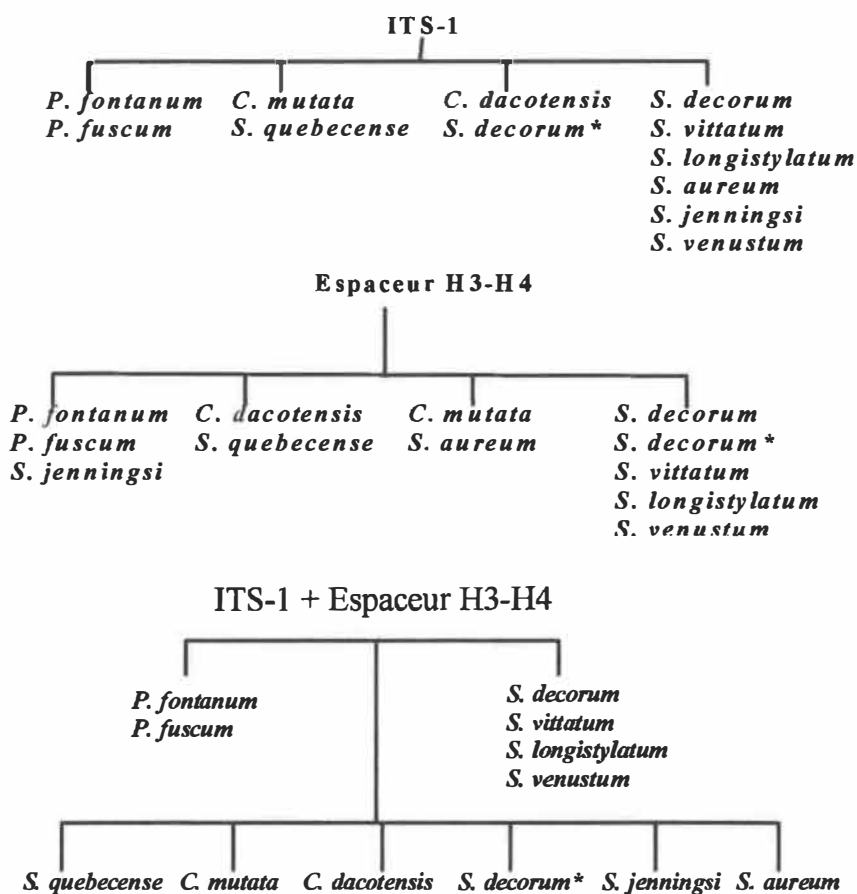 ITS-1
P. fontanum C. mutata C. dacotensis S. decorum
P. fuscum S. quebecense S. decorum* S. vittatum
S. longistylatum
S. aureum
S. jenningsi
S. venustum
Espaceur H3-H4
P. fontanum C. dacotensis C. mutata S. decorum
P. fuscum S. quebecense S. aureum S. decorum*
S. jenningsi S. vittatum
S. longistylatum
S. venustum
ITS-1 + Espaceur H3-H4
P. fontanum S. decorum
P. fuscum S. vittatum
S. longistylatum
S. venustum
S. quebecense C. mutata C. dacotensis S. decorum* S. jenningsi S. aureum